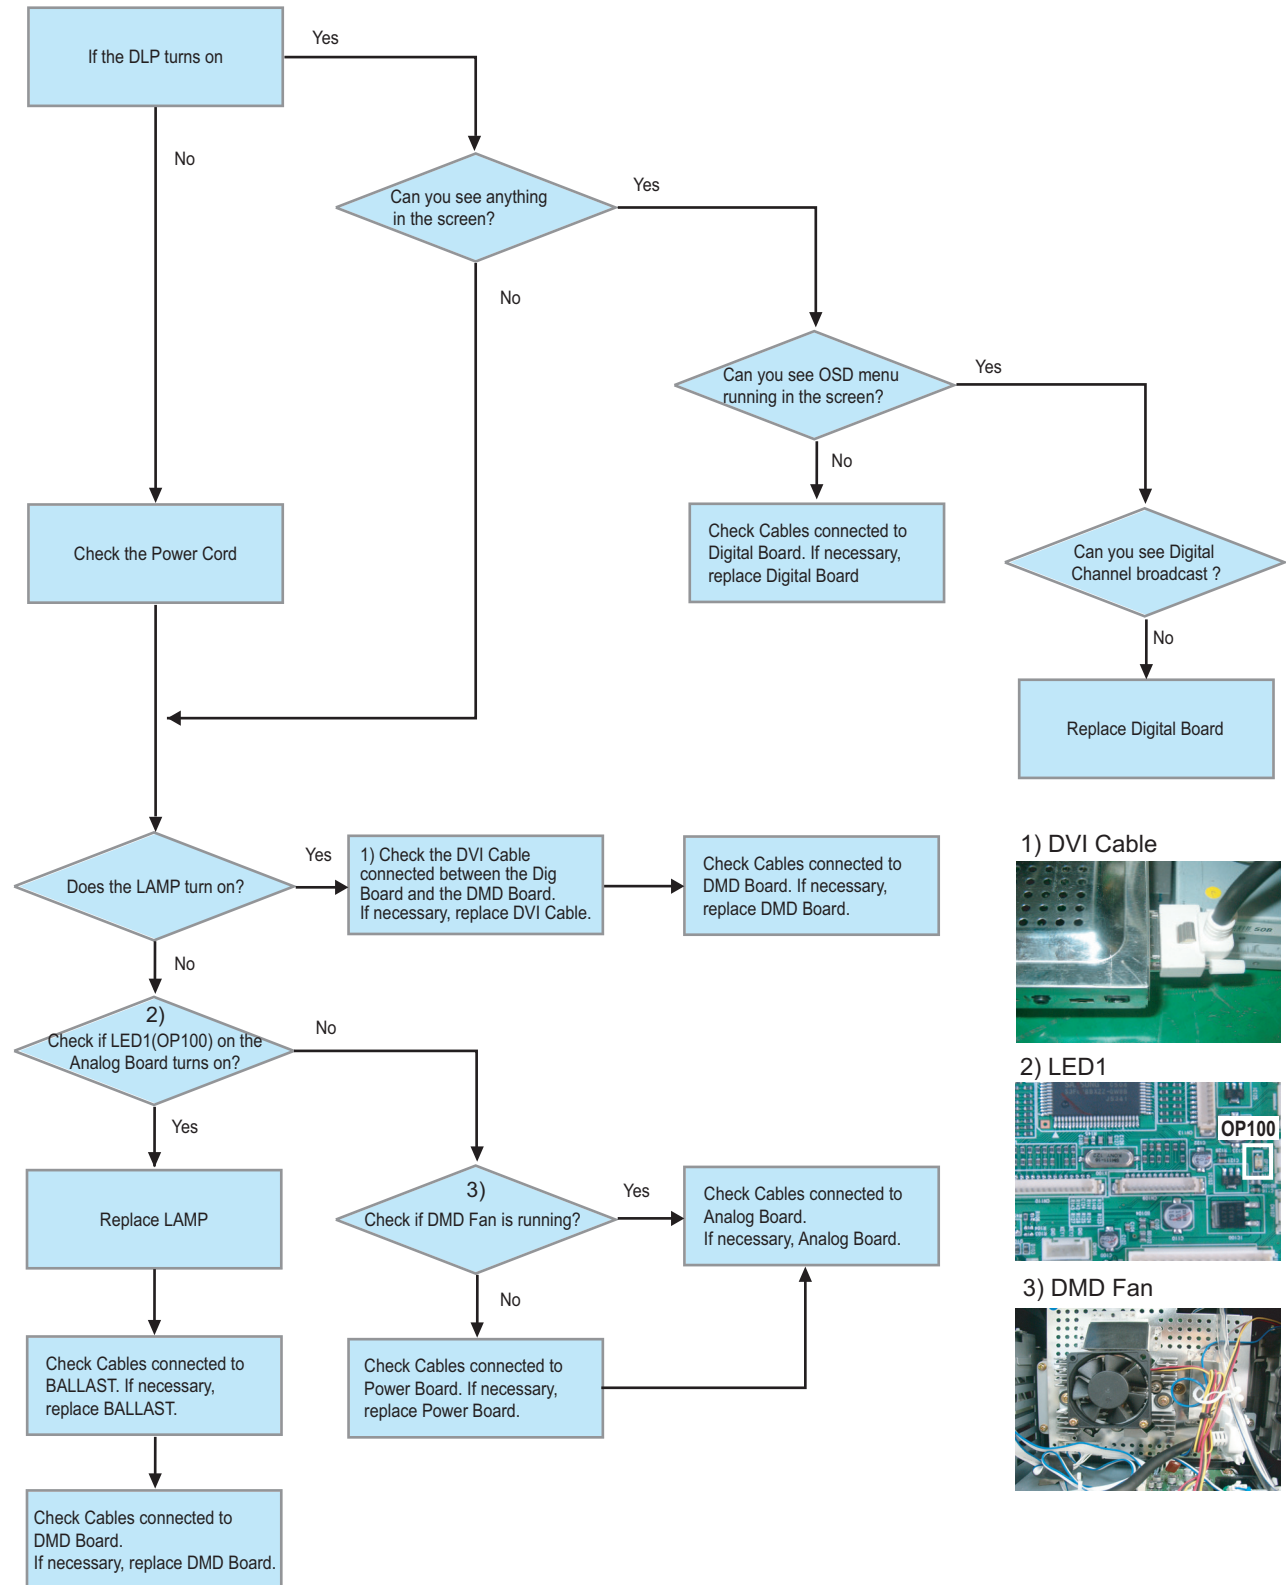 If the DLP turns on
Yes
No
Can you see anything
in the screen?
Yes
No
Can you see OSD menu
running in the screen?
Yes
No
Check the Power Cord
Check Cables connected to
Digital Board. If necessary,
replace Digital Board
Can you see Digital
Channel broadcast ?
No
Replace Digital Board
Does the LAMP turn on?
Yes
1) Check the DVI Cable
connected between the Dig
Board and the DMD Board.
If necessary, replace DVI Cable.
Check Cables connected to
DMD Board. If necessary,
replace DMD Board.
No
2)
Check if LED1(OP100) on the
Analog Board turns on?
No
Yes
Replace LAMP
3)
Check if DMD Fan is running?
Yes
Check Cables connected to
Analog Board.
If necessary, Analog Board.
No
Check Cables connected to
BALLAST. If necessary,
replace BALLAST.
Check Cables connected to
Power Board. If necessary,
replace Power Board.
Check Cables connected to
DMD Board.
If necessary, replace DMD Board.
1) DVI Cable
2) LED1
OP100
3) DMD Fan